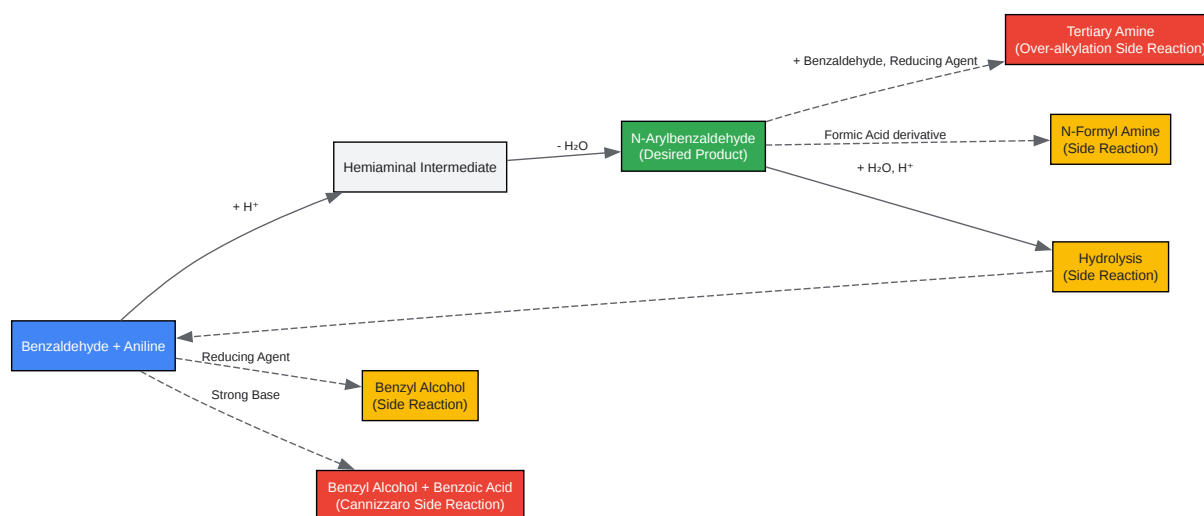 Tertiary Amine
(Over-alkylation Side Reaction)
+ Benzaldehyde, Reducing Agent
N-Formyl Amine
(Side Reaction)
Formic Acid derivative
N-Arylbenzaldehyde
(Desired Product)
- H₂O
Hemiaminal Intermediate
+ H₂O, H⁺
+ H⁺
Hydrolysis
(Side Reaction)
Benzaldehyde + Aniline
Reducing Agent
Benzyl Alcohol
(Side Reaction)
Strong Base
Benzyl Alcohol + Benzoic Acid
(Cannizzaro Side Reaction)